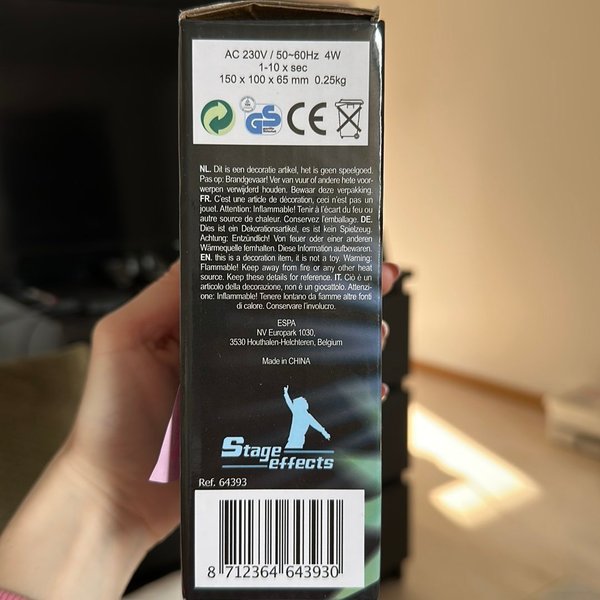 AC 230V / 50~60Hz 4W
1-10 x sec
150 x 100 x 65 mm 0.25kg
GS
CE
NL. Dit is een decoratie artikel, het is geen speelgoed.
Pas op: Brandgevaar! Ver van vuur of andere hete voor-
werpen verwijderd houden. Bewaar deze verpakking.
FR. C'est une article de décoration, ceci n'est pas un
jouet. Attention: Inflammable! Tenir à l'écart du feu ou
autre source de chaleur. Conservez l'emballage. DE.
Dies ist ein Dekorationsartikel, es ist kein Spielzeug.
Achtung: Entzündlich! Von feuer oder einer anderen
Wärmequelle fernhalten. Diese Information aufbewaren.
EN. this is a decoration item, it is not a toy. Warning:
Flammable! Keep away from fire or any other heat
source. Keep these details for reference. IT. Ciò è un
articolo della decorazione, non è un giocattolo. Attenzi-
one: Inflammable! Tenere lontano da fiamme altre fonti
di calore. Conservare l'involucro.
ESPA
NV Europark 1030,
3530 Houthalen-Helchteren, Belgium
Made in CHINA
Stage
effects
Ref. 64393
8 712364 643930